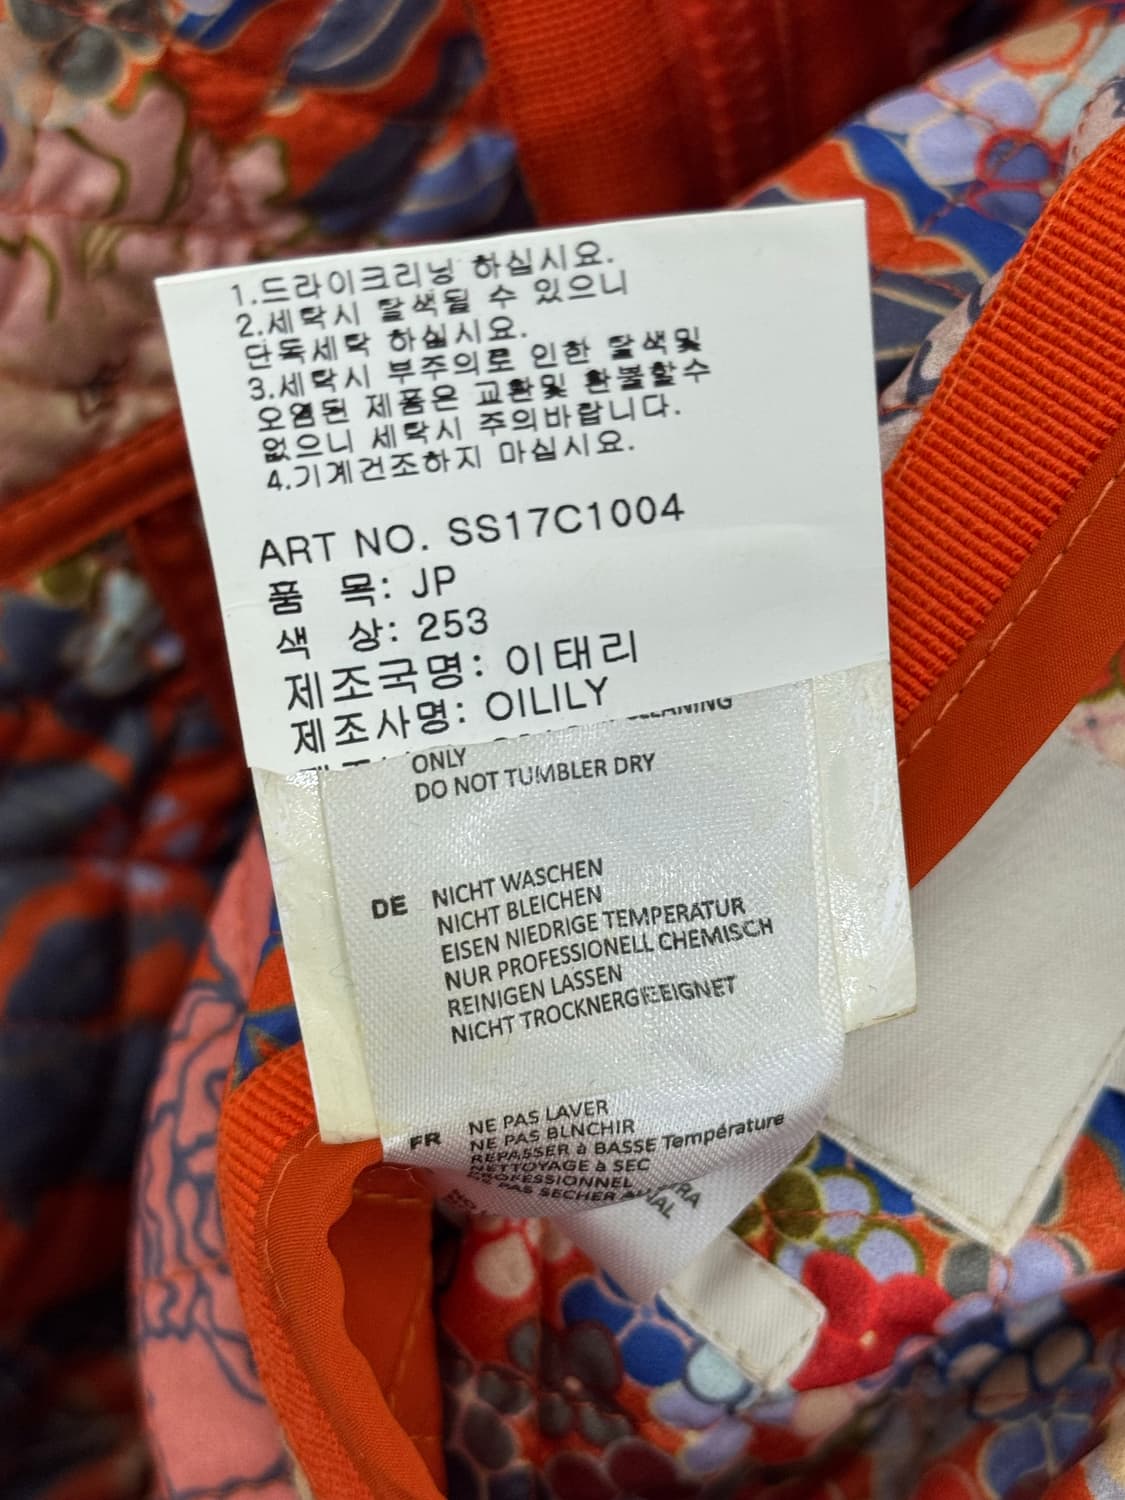 1.드라이크리닝 하십시요.
2.세탁시 탈색될 수 있으니
단독세탁 하실시요.
3.세탁시 부주의로 인한 탈색및
오염된 제품은 교환및 환불할수
없으니 세탁시 주의바랍니다.
4.기계건조하지 마십시요.
ART NO. SS17C1004
품 목: JP
색 상: 253
제조국명: 이태리
제조사명: OILILY
CLEANING
ONLY
DO NOT TUMBLER DRY
DE NICHT WASCHEN
NICHT BLEICHEN
EISEN NIEDRIGE TEMPERATUR
NUR PROFESSIONELL CHEMISCH
REINIGEN LASSEN
NICHT TROCKNERGEEIGNET
FR NE PAS LAVER
NE PAS BLNCHIR
REPASSER à BASSE Température
NETTOYAGE à SEC
PROFESSIONNEL
PAS SECHER